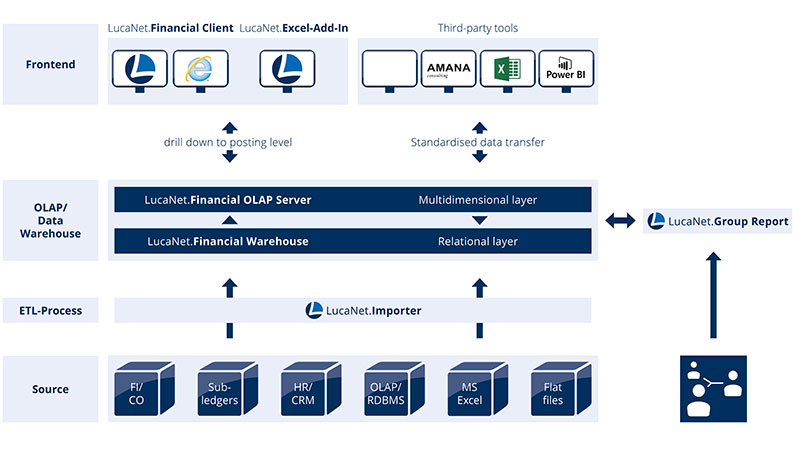 LucaNet.Financial Client
LucaNet.Excel-Add-In
Third-party tools
Frontend
AMANA
consulting
Power BI
drill down to posting level
Standardised data transfer
OLAP/
Data
Warehouse
LucaNet.Financial OLAP Server
Multidimensional layer
LucaNet.Financial Warehouse
Relational layer
LucaNet.Group Report
ETL-Process
LucaNet.Importer
Source
FI/
CO
Sub-
ledgers
HR/
CRM
OLAP/
RDBMS
MS
Excel
Flat
files